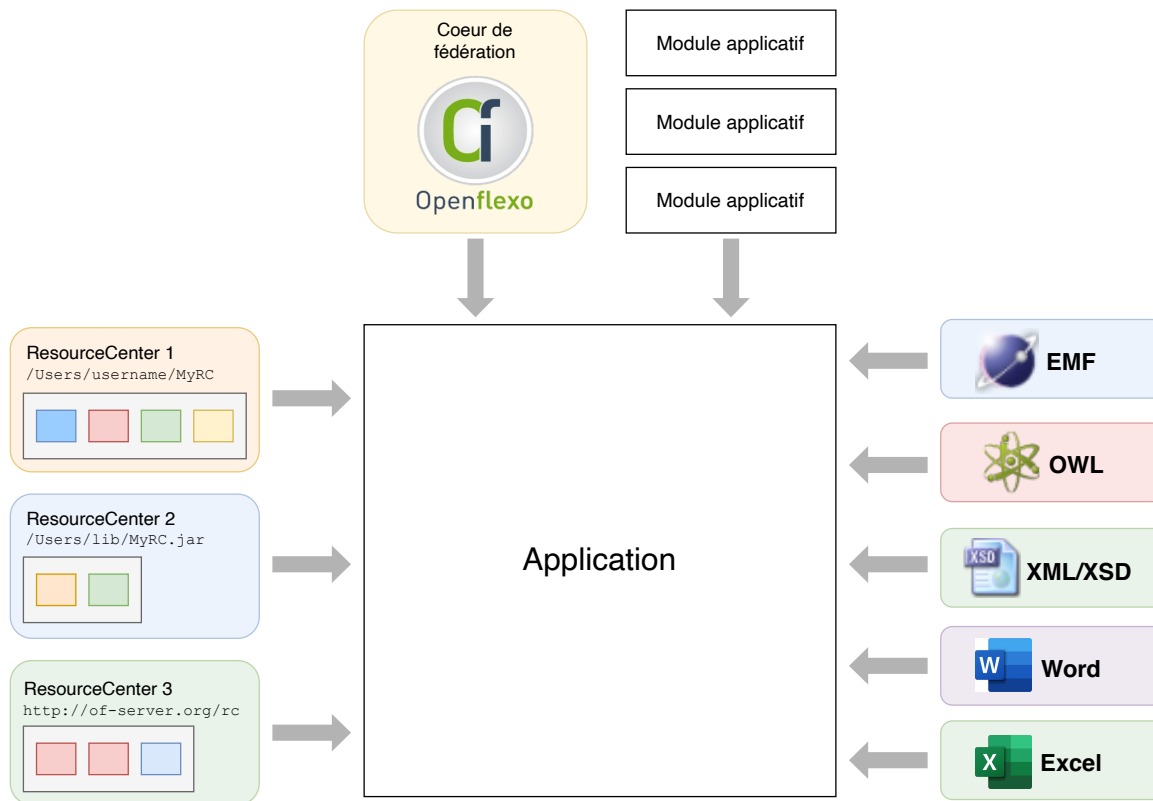 Coeur de
fédération
Openflexo
Module applicatif
Module applicatif
Module applicatif
ResourceCenter 1
/Users/username/MyRC
ResourceCenter 2
/Users/lib/MyRC.jar
ResourceCenter 3
http://of-server.org/rc
Application
EMF
OWL
XSD
XML/XSD
W
Word
X
Excel